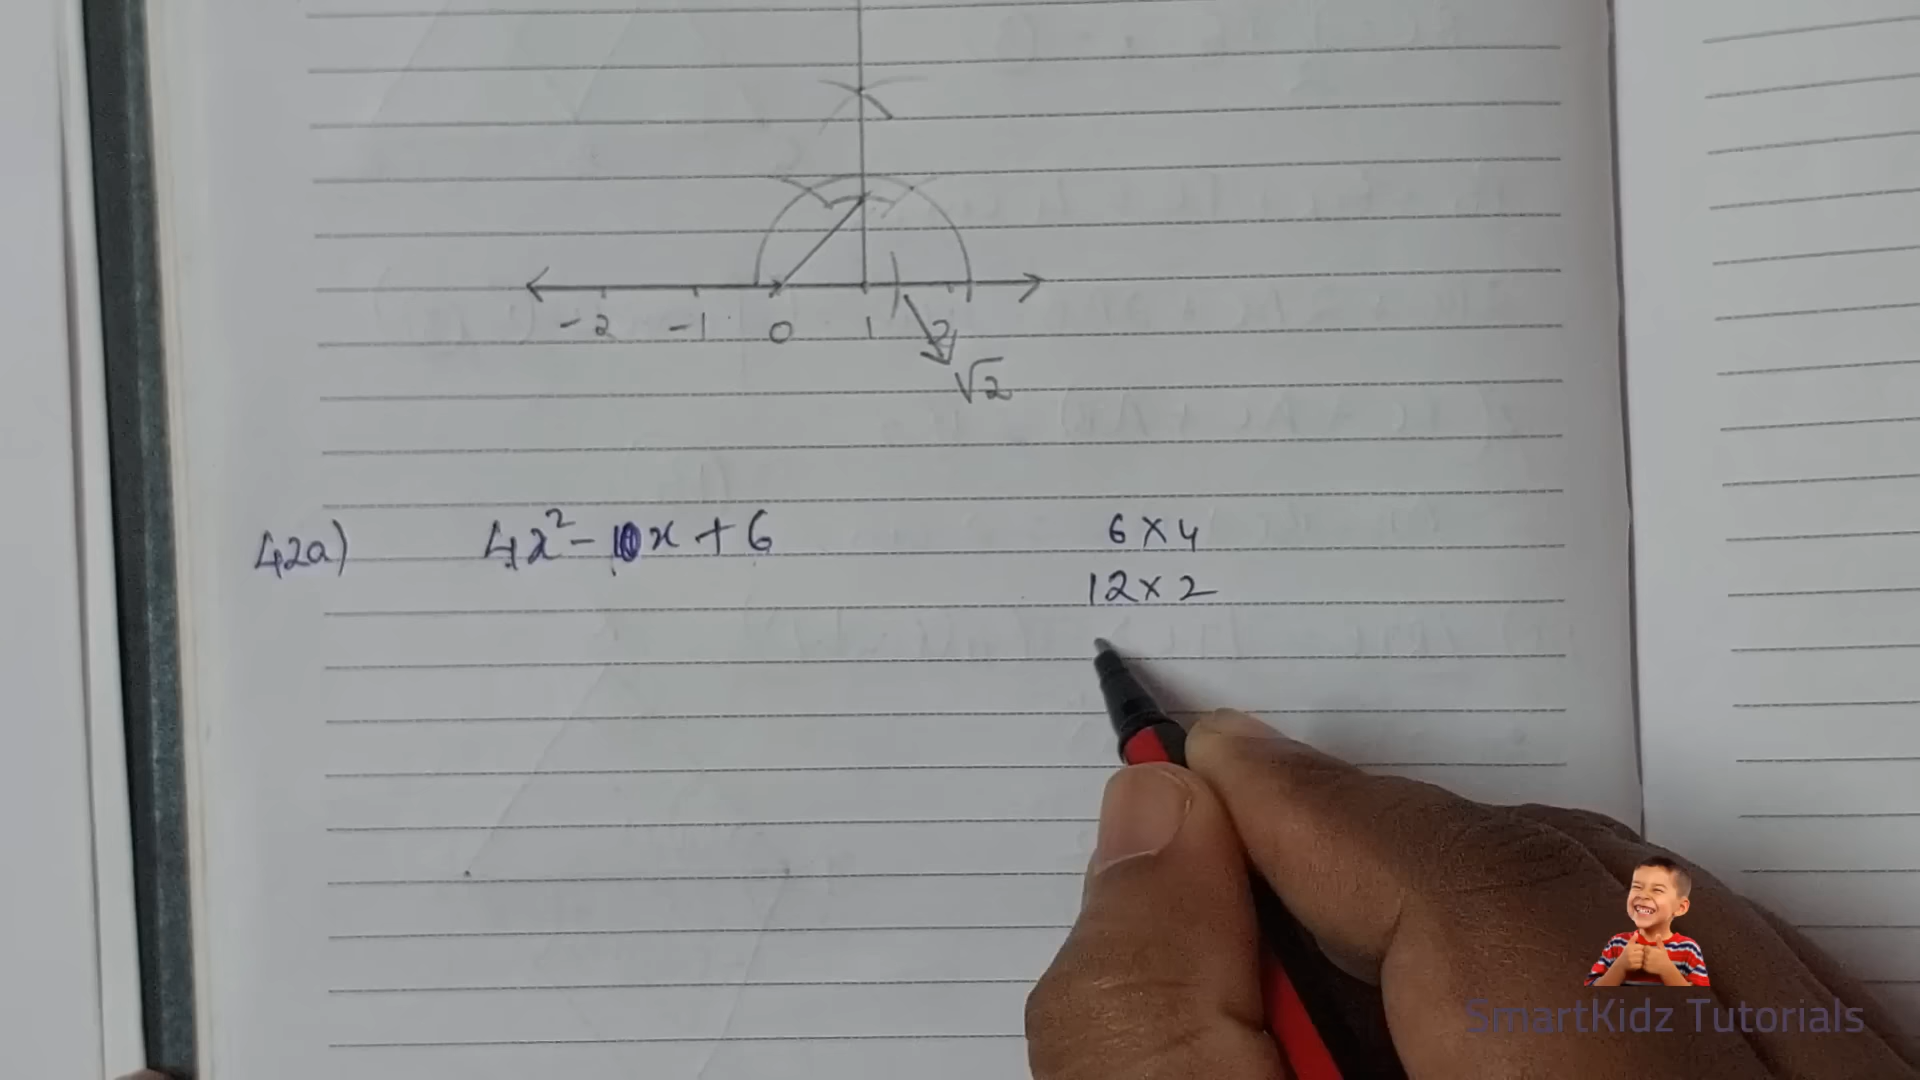 -2 -1 0 1 2
√2
42a) 4x² - 10x + 6
6 × 4
12 × 2
SmartKidz Tutorials